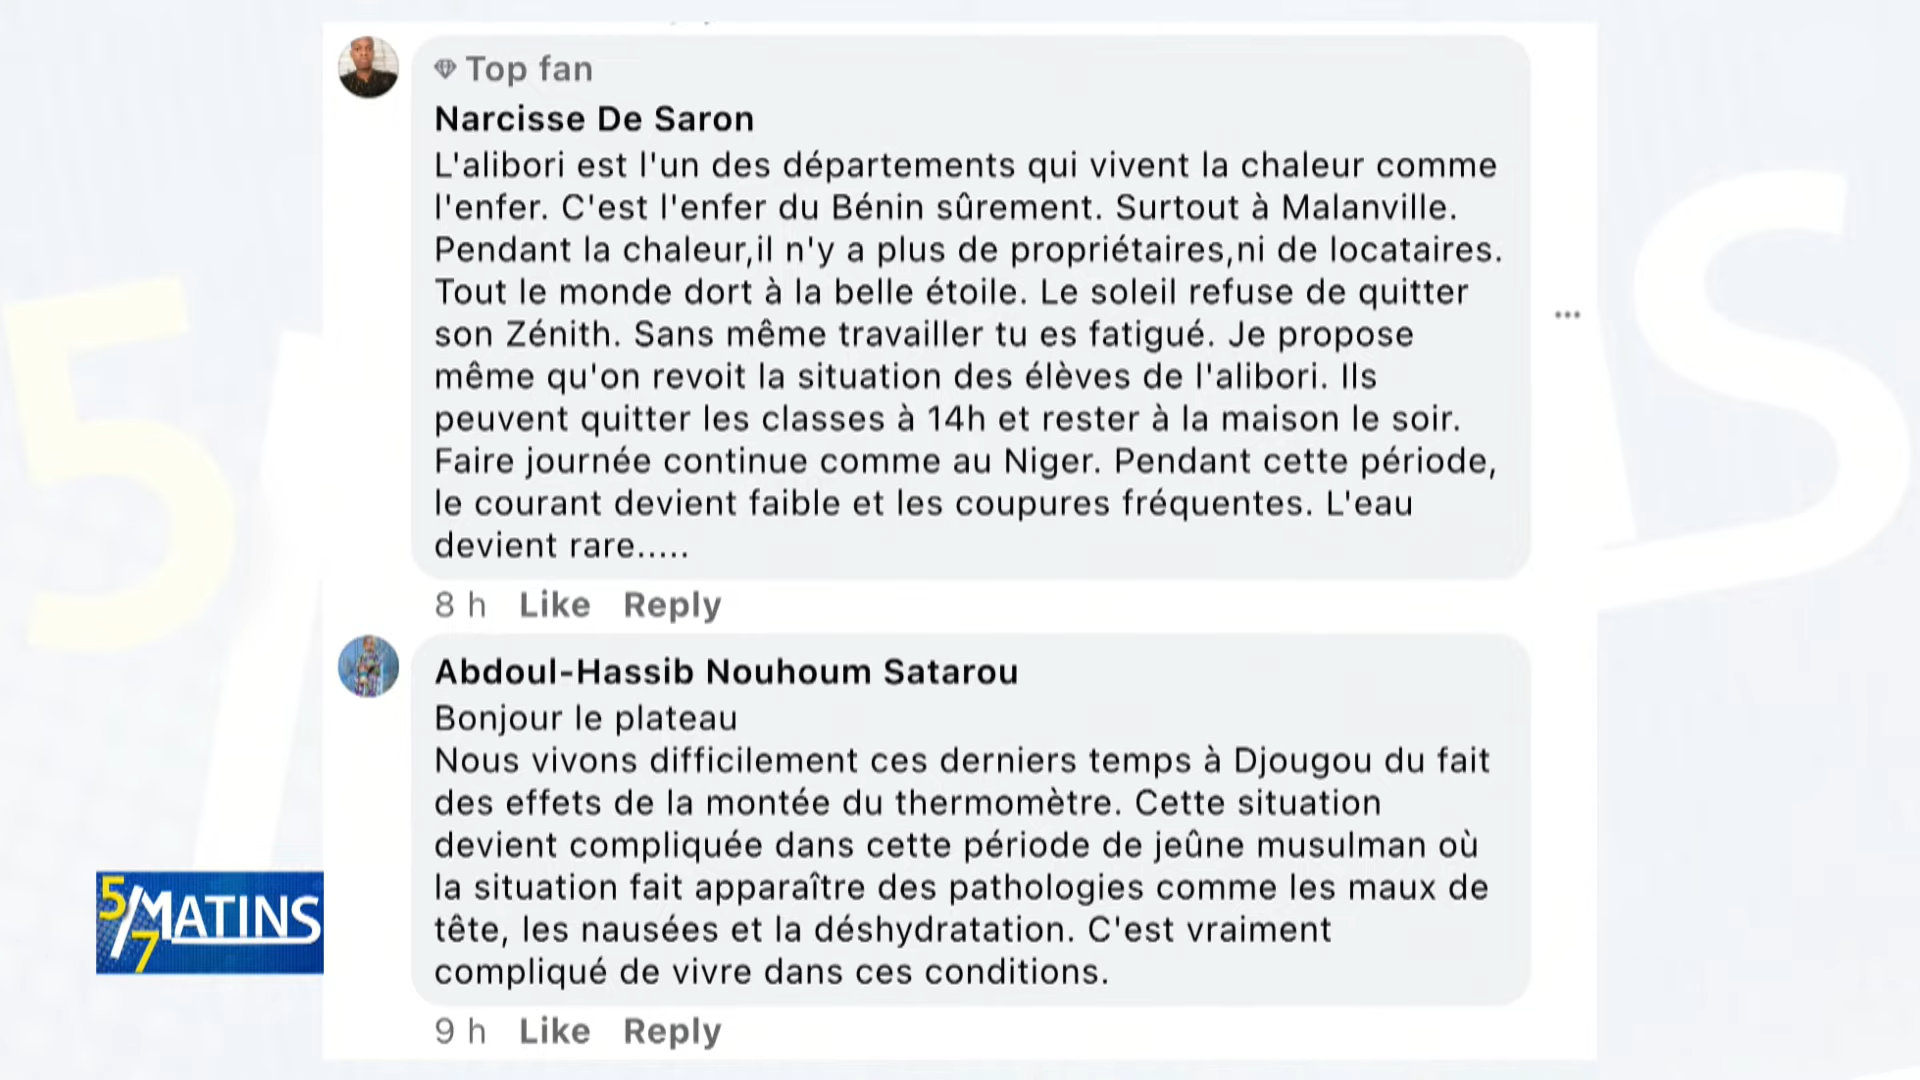 Top fan
Narcisse De Saron
L'alibori est l'un des départements qui vivent la chaleur comme
l'enfer. C'est l'enfer du Bénin sûrement. Surtout à Malanville.
Pendant la chaleur,il n'y a plus de propriétaires,ni de locataires.
Tout le monde dort à la belle étoile. Le soleil refuse de quitter
son Zénith. Sans même travailler tu es fatigué. Je propose
même qu'on revoit la situation des élèves de l'alibori. Ils
peuvent quitter les classes à 14h et rester à la maison le soir.
Faire journée continue comme au Niger. Pendant cette période,
le courant devient faible et les coupures fréquentes. L'eau
devient rare.....
8 h Like Reply
Abdoul-Hassib Nouhoum Satarou
Bonjour le plateau
Nous vivons difficilement ces derniers temps à Djougou du fait
des effets de la montée du thermomètre. Cette situation
devient compliquée dans cette période de jeûne musulman où
la situation fait apparaître des pathologies comme les maux de
tête, les nausées et la déshydratation. C'est vraiment
compliqué de vivre dans ces conditions.
9 h Like Reply
5/7 MATINS